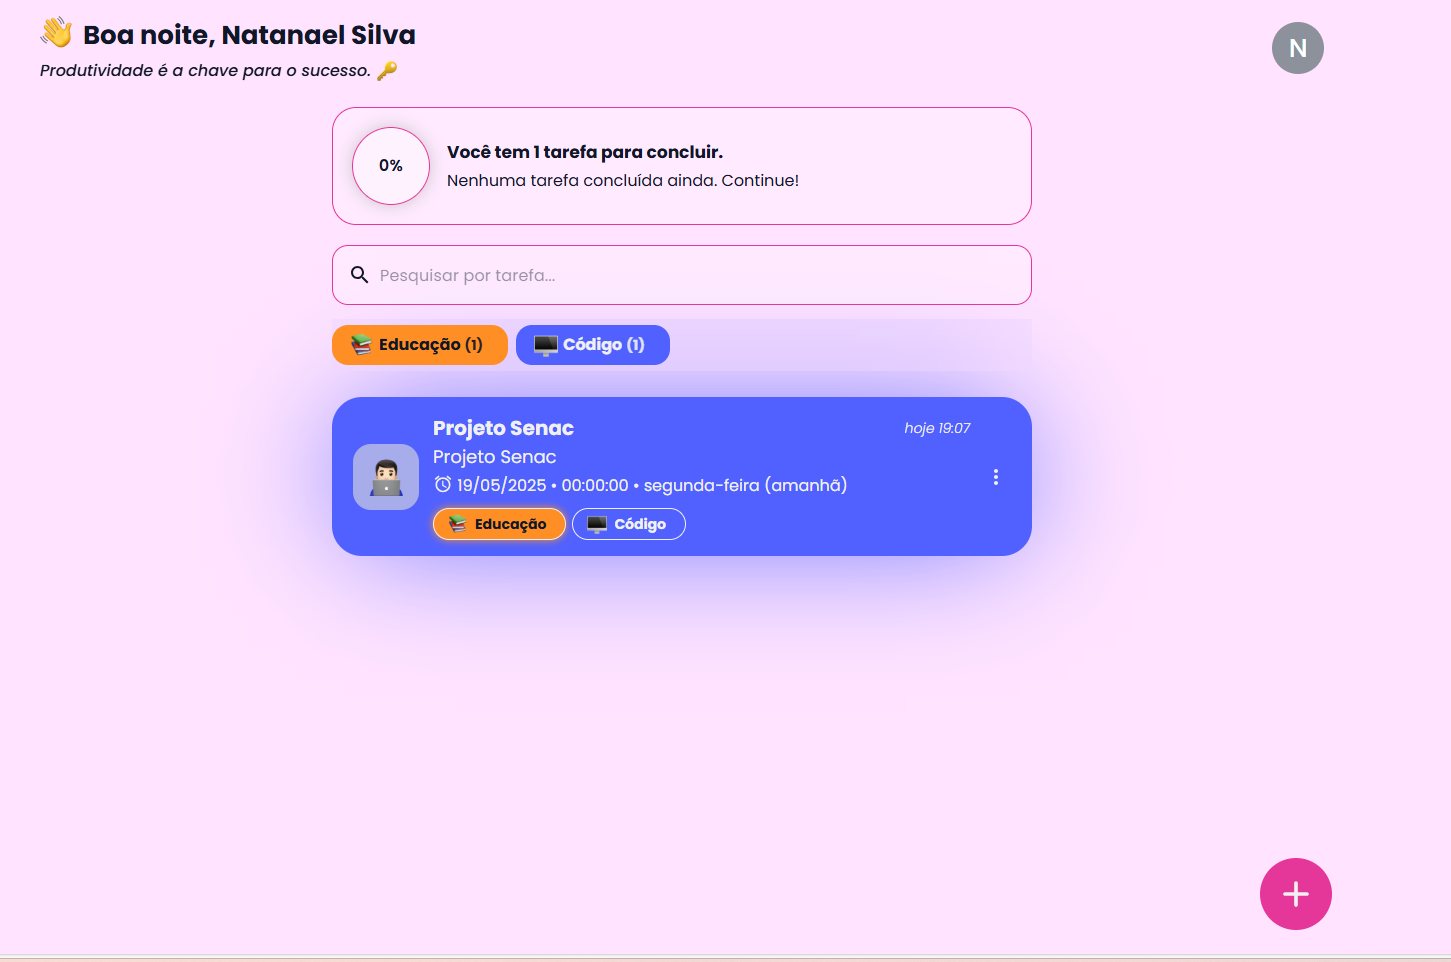 Boa noite, Natanael Silva
Produtividade é a chave para o sucesso.
N
0%
Você tem 1 tarefa para concluir.
Nenhuma tarefa concluída ainda. Continue!
Pesquisar por tarefa...
Educação (1)
Código (1)
Projeto Senac
hoje 19:07
Projeto Senac
19/05/2025 • 00:00:00 • segunda-feira (amanhã)
Educação
Código